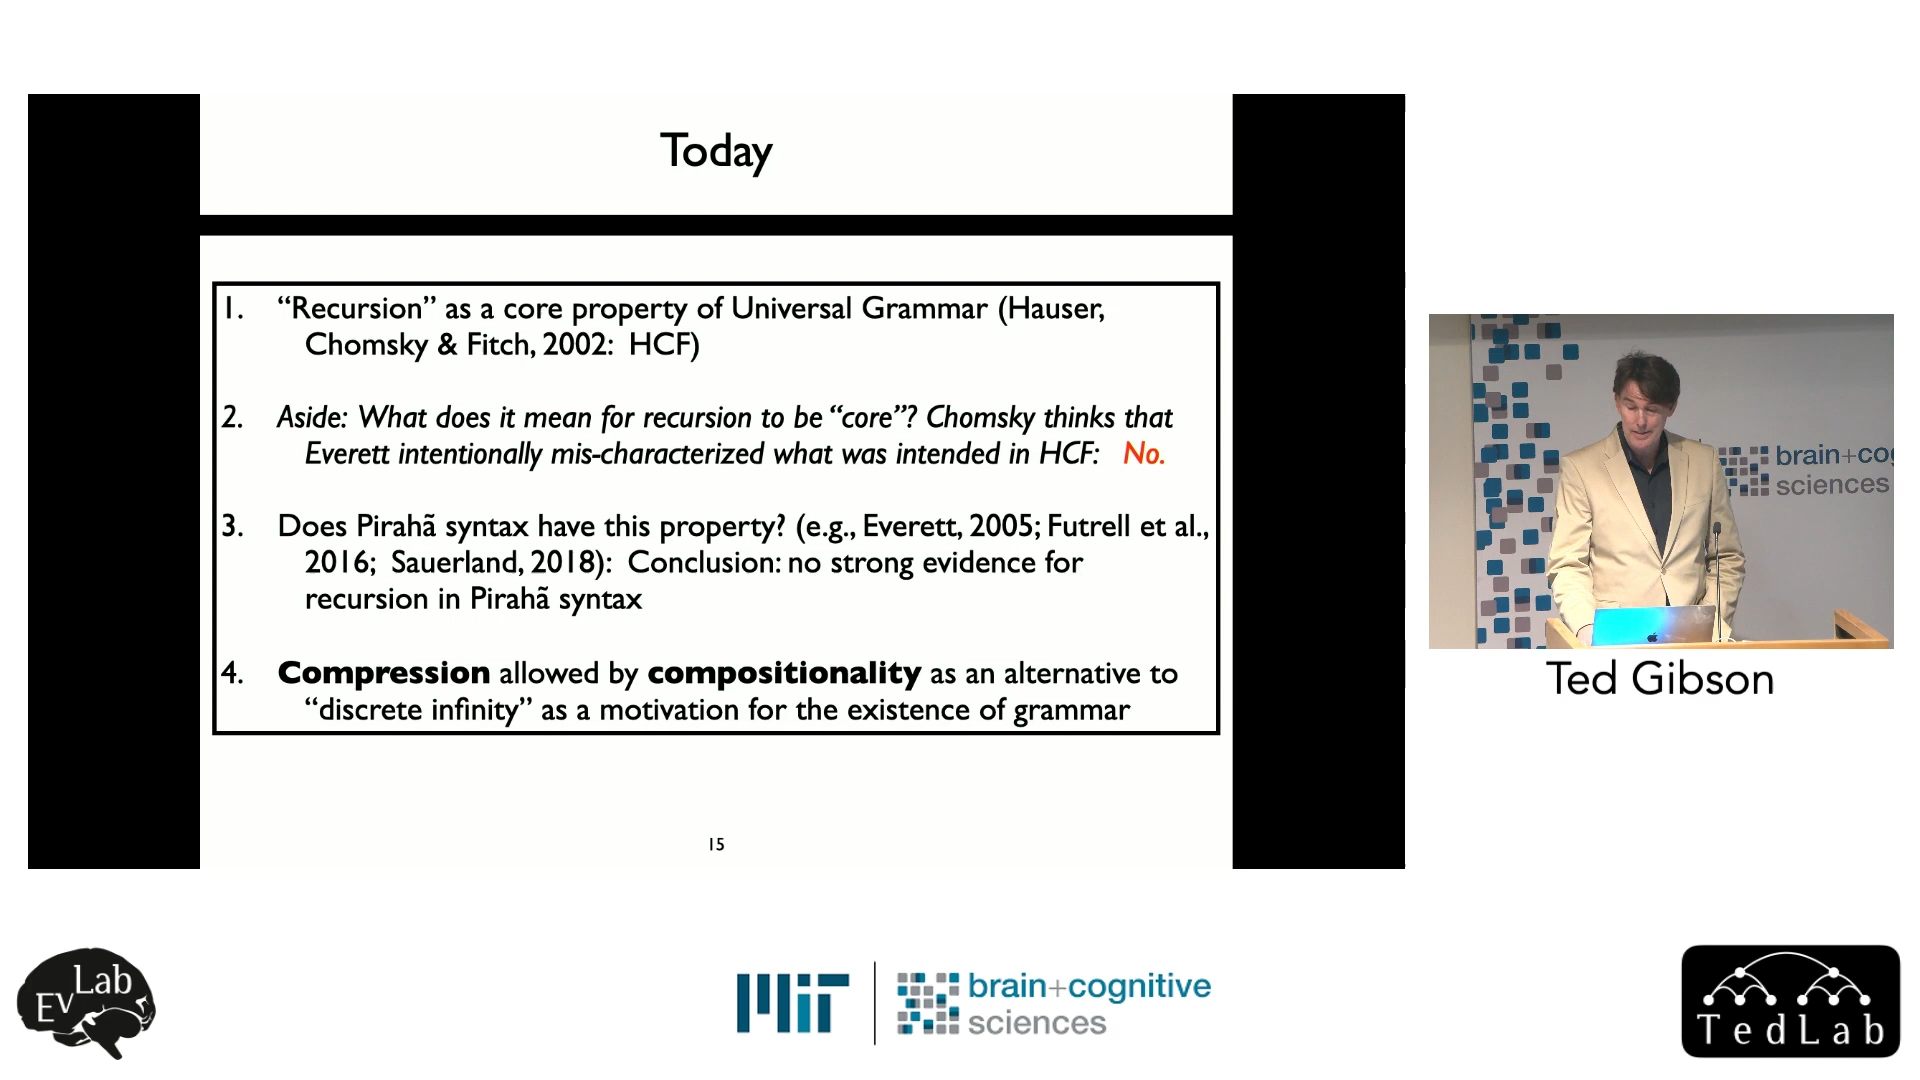 Today
1. “Recursion” as a core property of Universal Grammar (Hauser,
Chomsky & Fitch, 2002: HCF)
2. Aside: What does it mean for recursion to be “core”? Chomsky thinks that
Everett intentionally mis-characterized what was intended in HCF: No.
3. Does Pirahã syntax have this property? (e.g., Everett, 2005; Futrell et al.,
2016; Sauerland, 2018): Conclusion: no strong evidence for
recursion in Pirahã syntax
4. Compression allowed by compositionality as an alternative to
“discrete infinity” as a motivation for the existence of grammar
15
brain+co
sciences
Ted Gibson
EV Lab
MIT
brain+cognitive
sciences
TedLab